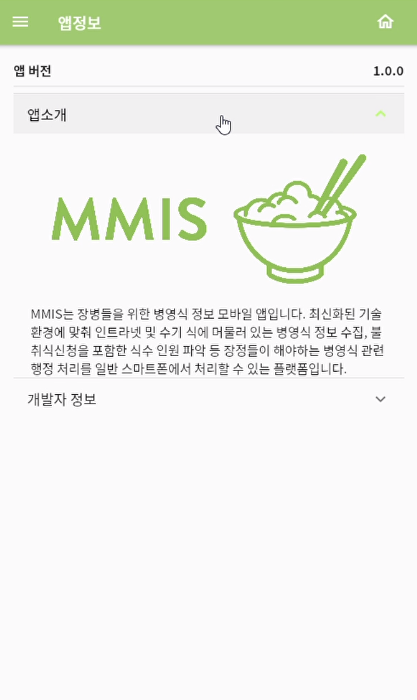 앱정보
앱 버전 1.0.0
앱소개
MMIS
MMIS는 장병들을 위한 병영식 정보 모바일 앱입니다. 최신화된 기술
환경에 맞춰 인트라넷 및 수기 식에 머물러 있는 병영식 정보 수집, 불
취식신청을 포함한 식수 인원 파악 등 장정들이 해야하는 병영식 관련
행정 처리를 일반 스마트폰에서 처리할 수 있는 플랫폼입니다.
개발자 정보